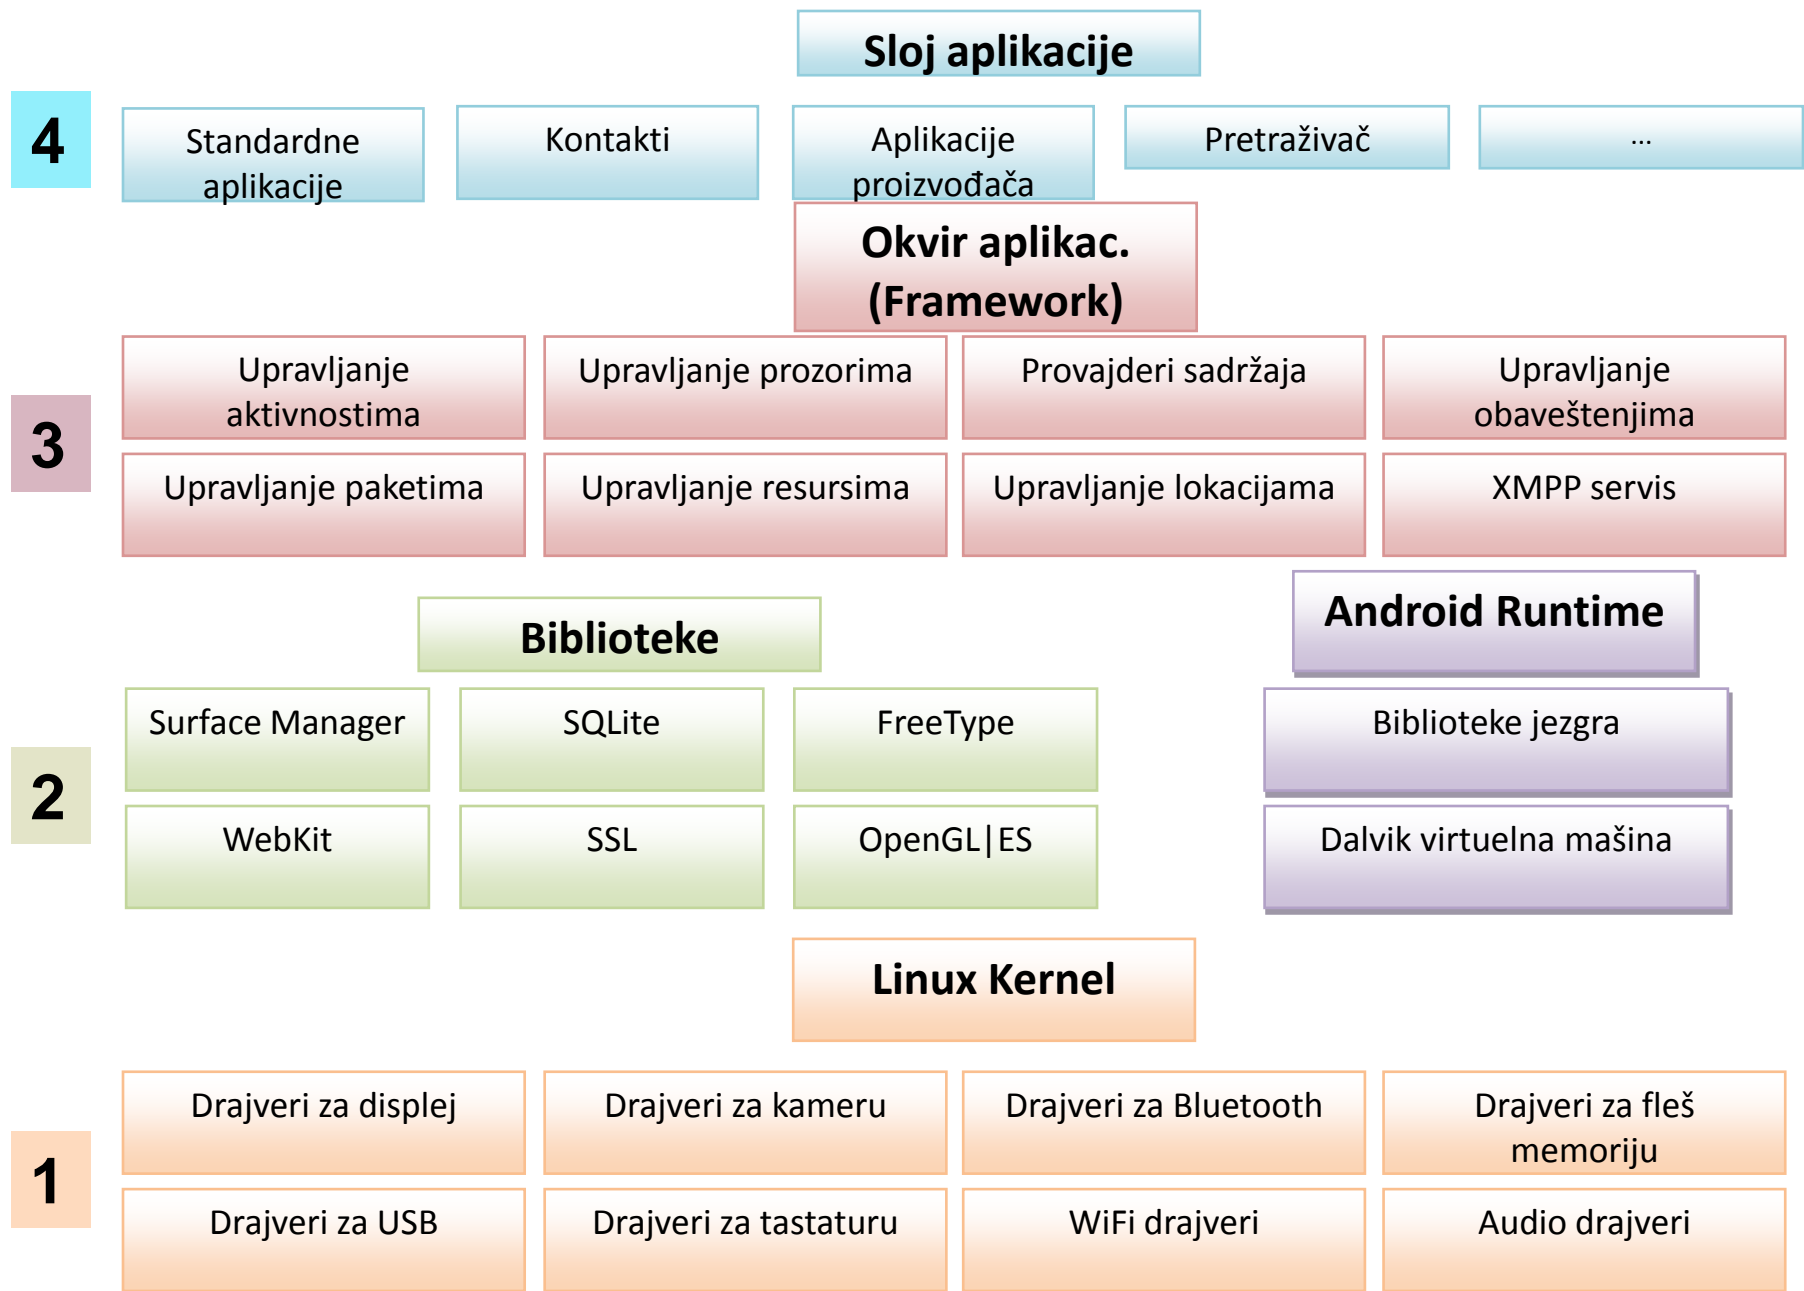 Sloj aplikacije
4
Standardne
aplikacije
Kontakti
Aplikacije
proizvođača
Pretraživač
...
Okvir aplikac.
(Framework)
3
Upravljanje
aktivnostima
Upravljanje prozorima
Provajderi sadržaja
Upravljanje
obaveštenjima
Upravljanje paketima
Upravljanje resursima
Upravljanje lokacijama
XMPP servis
Biblioteke
Android Runtime
2
Surface Manager
SQLite
FreeType
Biblioteke jezgra
WebKit
SSL
OpenGL|ES
Dalvik virtuelna mašina
Linux Kernel
1
Drajveri za displej
Drajveri za kameru
Drajveri za Bluetooth
Drajveri za fleš
memoriju
Drajveri za USB
Drajveri za tastaturu
WiFi drajveri
Audio drajveri